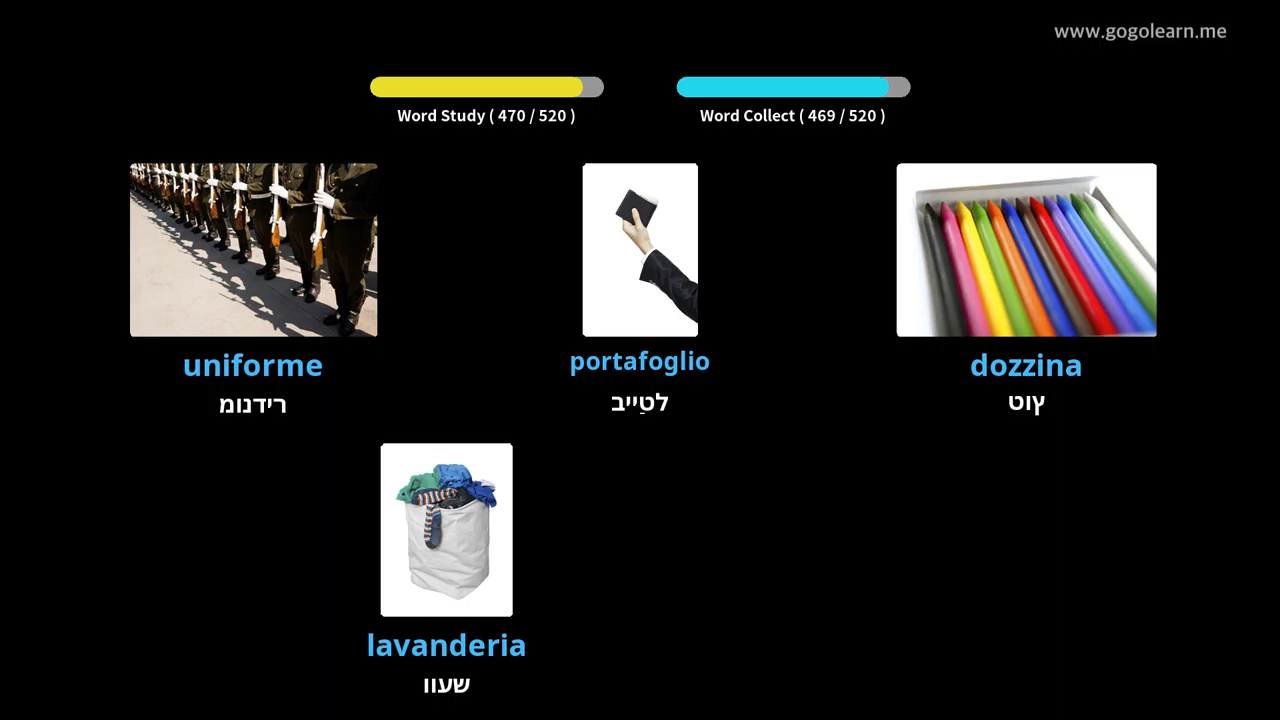 www.gogolearn.me
Word Study ( 470 / 520 )
Word Collect ( 469 / 520 )
uniforme
רידנומ
portafoglio
לטַײב
dozzina
ץוט
lavanderia
שעוו